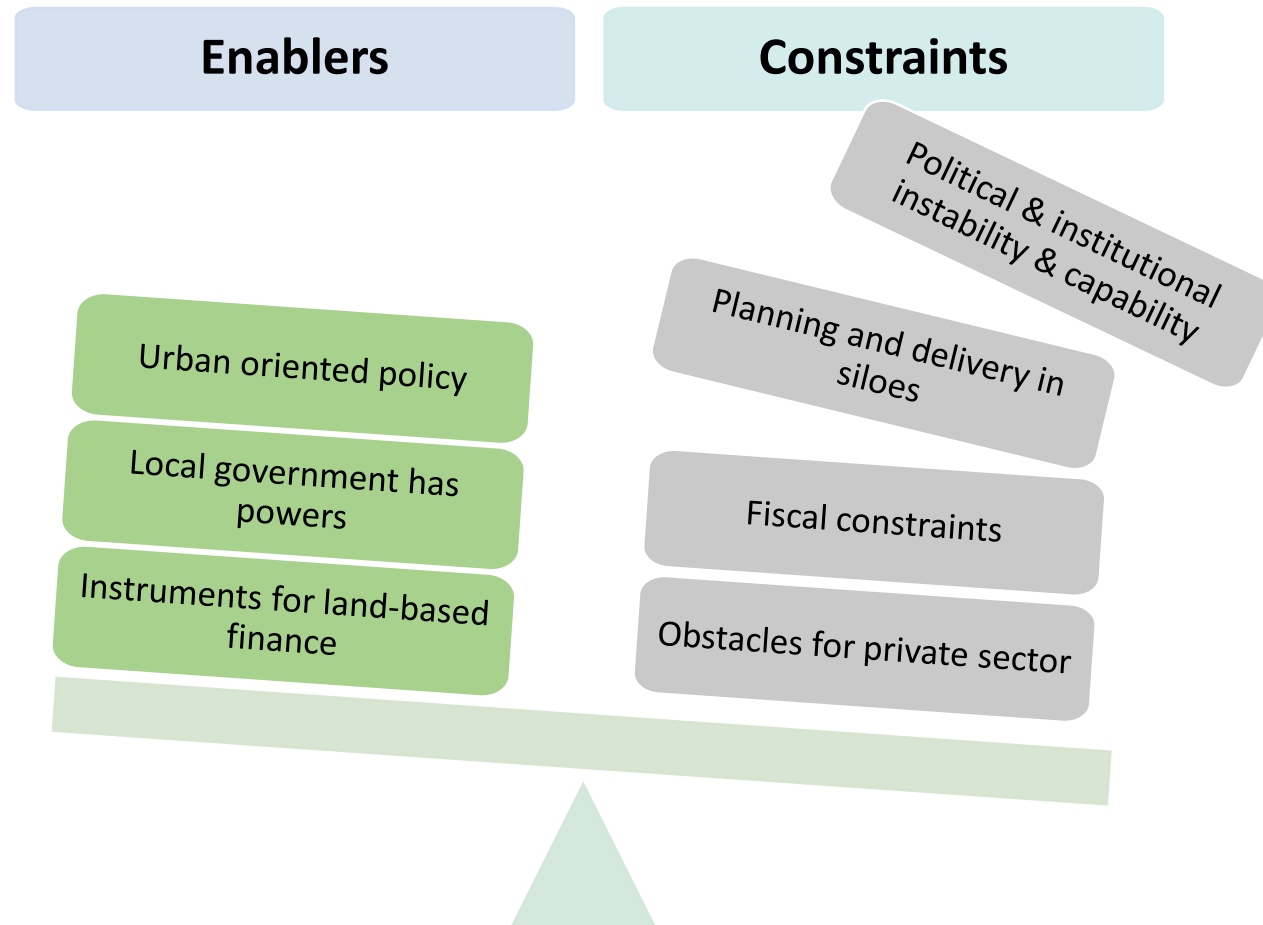 Enablers
Constraints
Political & institutional
instability & capability
Urban oriented policy
Planning and delivery in
siloes
Local government has
powers
Fiscal constraints
Instruments for land-based
finance
Obstacles for private sector